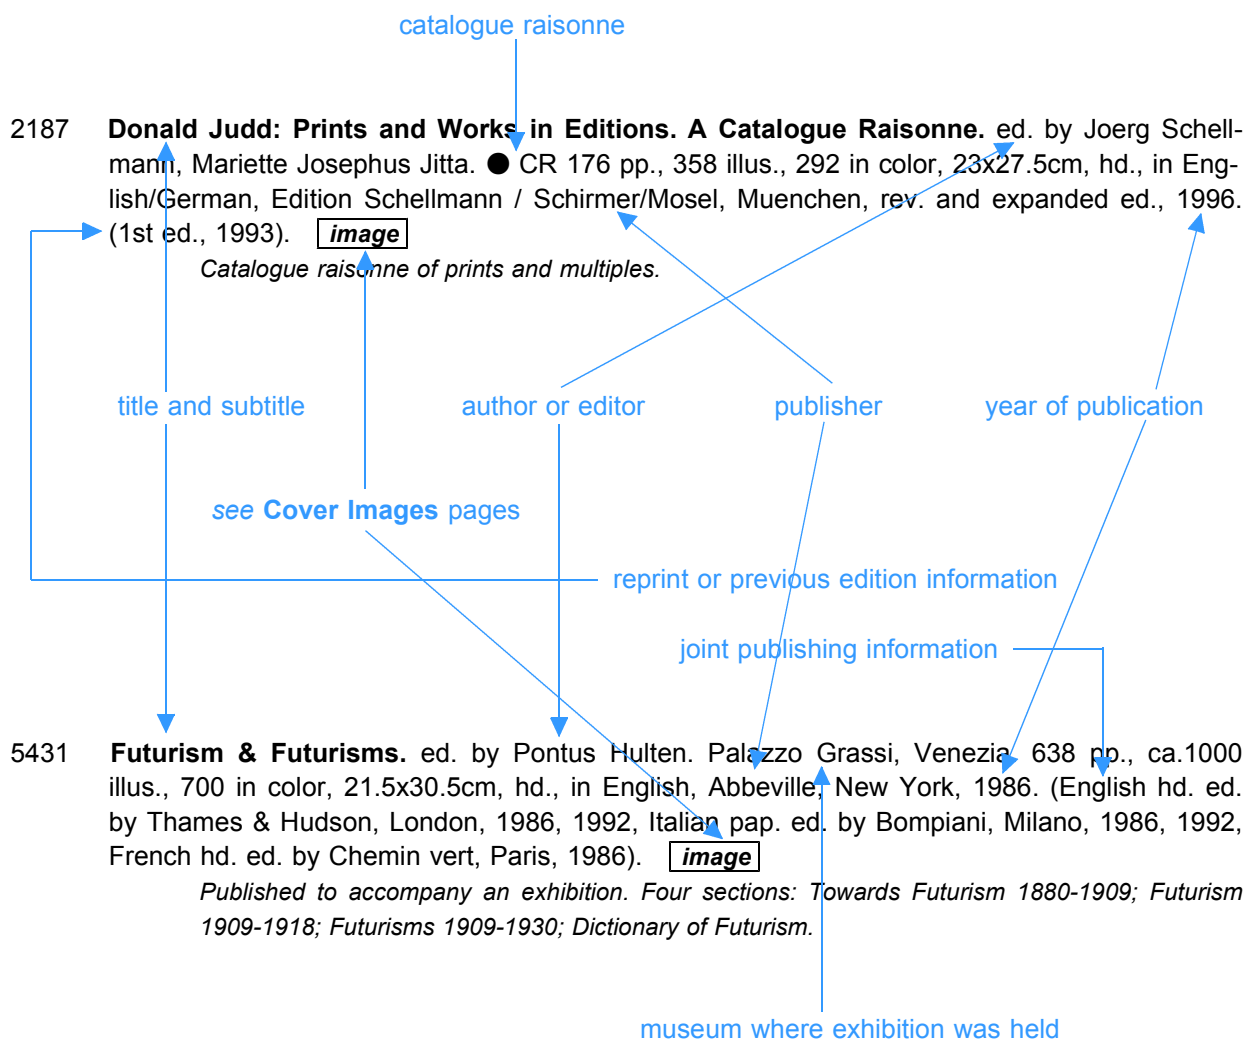 catalogue raisonne
2187 Donald Judd: Prints and Works in Editions. A Catalogue Raisonne. ed. by Joerg Schell-
mann, Mariette Josephus Jitta. ● CR 176 pp., 358 illus., 292 in color, 23x27.5cm, hd., in Eng-
lish/German, Edition Schellmann / Schirmer/Mosel, Muenchen, rev. and expanded ed., 1996.
(1st ed., 1993). image
Catalogue raisonne of prints and multiples.
title and subtitle author or editor publisher year of publication
see Cover Images pages
reprint or previous edition information
joint publishing information
5431 Futurism & Futurisms. ed. by Pontus Hulten. Palazzo Grassi, Venezia, 638 pp., ca.1000
illus., 700 in color, 21.5x30.5cm, hd., in English, Abbeville, New York, 1986. (English hd. ed.
by Thames & Hudson, London, 1986, 1992, Italian pap. ed. by Bompiani, Milano, 1986, 1992,
French hd. ed. by Chemin vert, Paris, 1986). image
Published to accompany an exhibition. Four sections: Towards Futurism 1880-1909; Futurism
1909-1918; Futurisms 1909-1930; Dictionary of Futurism.
museum where exhibition was held